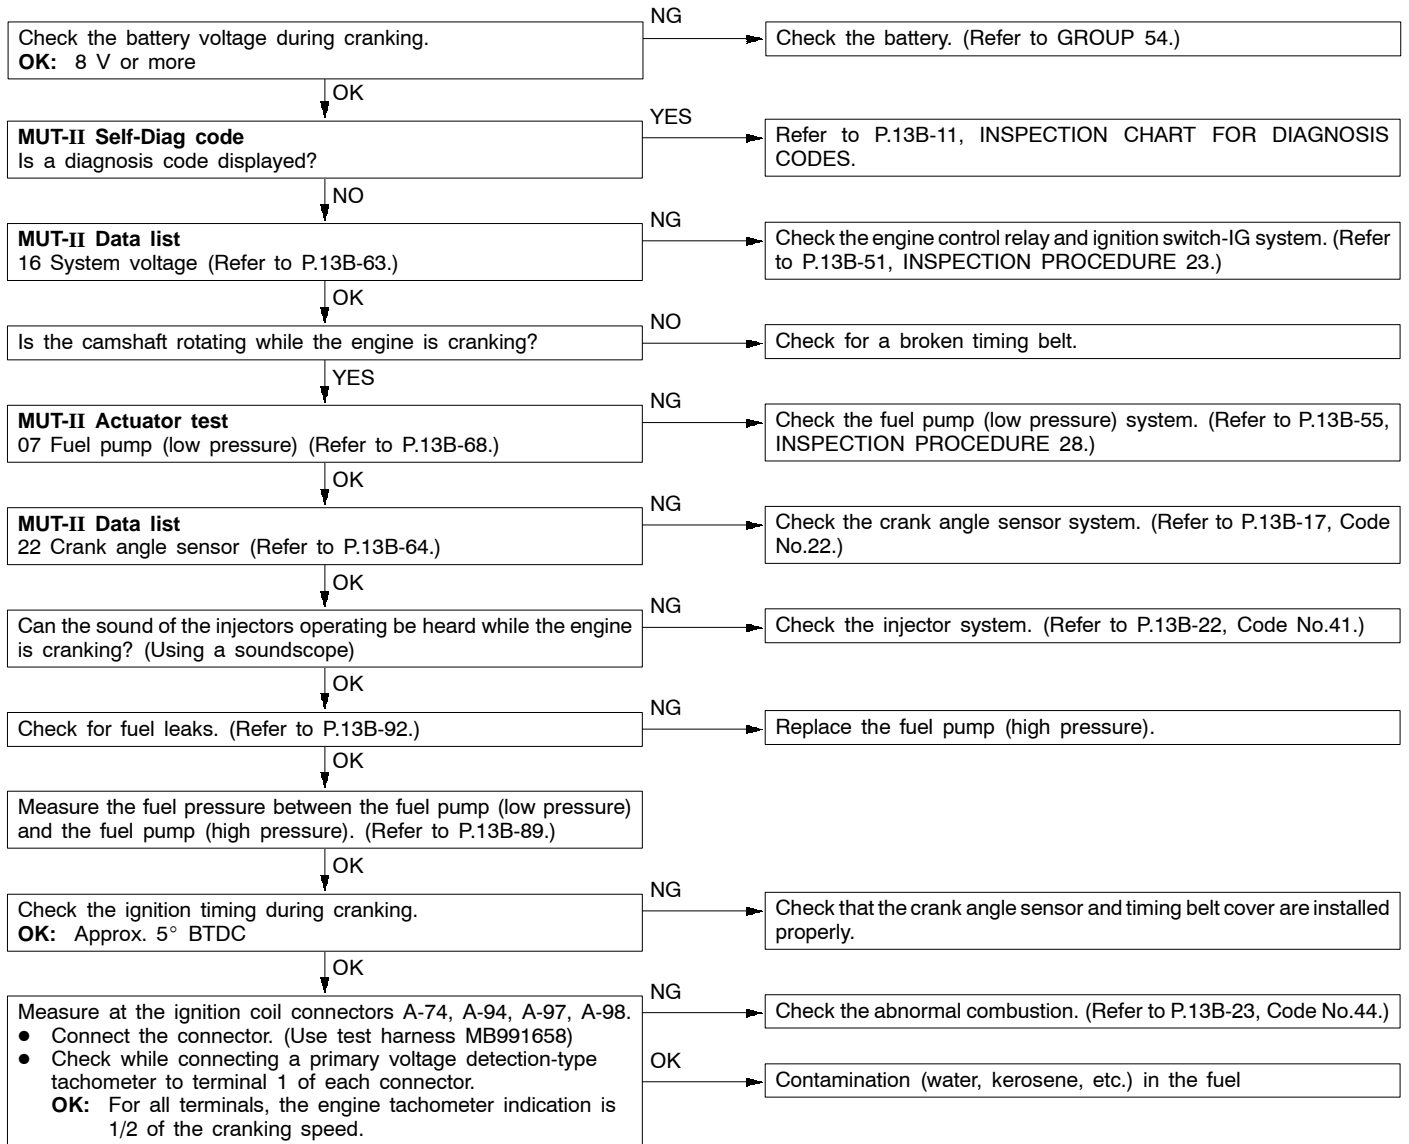 NG
Check the battery voltage during cranking.
OK: 8 V or more
Check the battery. (Refer to GROUP 54.)
OK
MUT-II Self-Diag code
Is a diagnosis code displayed?
YES
Refer to P.13B-11, INSPECTION CHART FOR DIAGNOSIS
CODES.
NO
MUT-II Data list
16 System voltage (Refer to P.13B-63.)
NG
Check the engine control relay and ignition switch-IG system. (Refer
to P.13B-51, INSPECTION PROCEDURE 23.)
OK
Is the camshaft rotating while the engine is cranking?
NO
Check for a broken timing belt.
YES
MUT-II Actuator test
07 Fuel pump (low pressure) (Refer to P.13B-68.)
NG
Check the fuel pump (low pressure) system. (Refer to P.13B-55,
INSPECTION PROCEDURE 28.)
OK
MUT-II Data list
22 Crank angle sensor (Refer to P.13B-64.)
NG
Check the crank angle sensor system. (Refer to P.13B-17, Code
No.22.)
OK
Can the sound of the injectors operating be heard while the engine
is cranking? (Using a soundscope)
NG
Check the injector system. (Refer to P.13B-22, Code No.41.)
OK
Check for fuel leaks. (Refer to P.13B-92.)
NG
Replace the fuel pump (high pressure).
OK
Measure the fuel pressure between the fuel pump (low pressure)
and the fuel pump (high pressure). (Refer to P.13B-89.)
OK
Check the ignition timing during cranking.
OK: Approx. 5° BTDC
NG
Check that the crank angle sensor and timing belt cover are installed
properly.
OK
Measure at the ignition coil connectors A-74, A-94, A-97, A-98.
● Connect the connector. (Use test harness MB991658)
● Check while connecting a primary voltage detection-type
tachometer to terminal 1 of each connector.
OK: For all terminals, the engine tachometer indication is
1/2 of the cranking speed.
NG
Check the abnormal combustion. (Refer to P.13B-23, Code No.44.)
OK
Contamination (water, kerosene, etc.) in the fuel